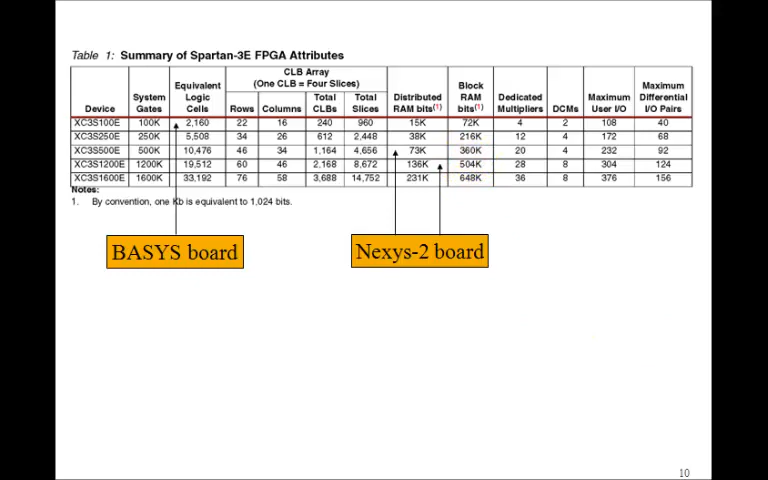 Table 1: Summary of Spartan-3E FPGA Attributes
Device System Gates Equivalent Logic Cells CLB Array (One CLB = Four Slices) Rows Columns Total CLBs Total Slices Distributed RAM bits(1) Block RAM bits(1) Dedicated Multipliers DCMs Maximum User I/O Maximum Differential I/O Pairs
XC3S100E 100K 2,160 22 16 240 960 15K 72K 4 2 108 40
XC3S250E 250K 5,508 34 26 612 2,448 38K 216K 12 4 172 68
XC3S500E 500K 10,476 46 34 1,164 4,656 73K 360K 20 4 232 92
XC3S1200E 1200K 19,512 60 46 2,168 8,672 136K 504K 28 8 304 124
XC3S1600E 1600K 33,192 76 58 3,688 14,752 231K 648K 36 8 376 156
Notes:
1. By convention, one Kb is equivalent to 1,024 bits.
BASYS board
Nexys-2 board
10